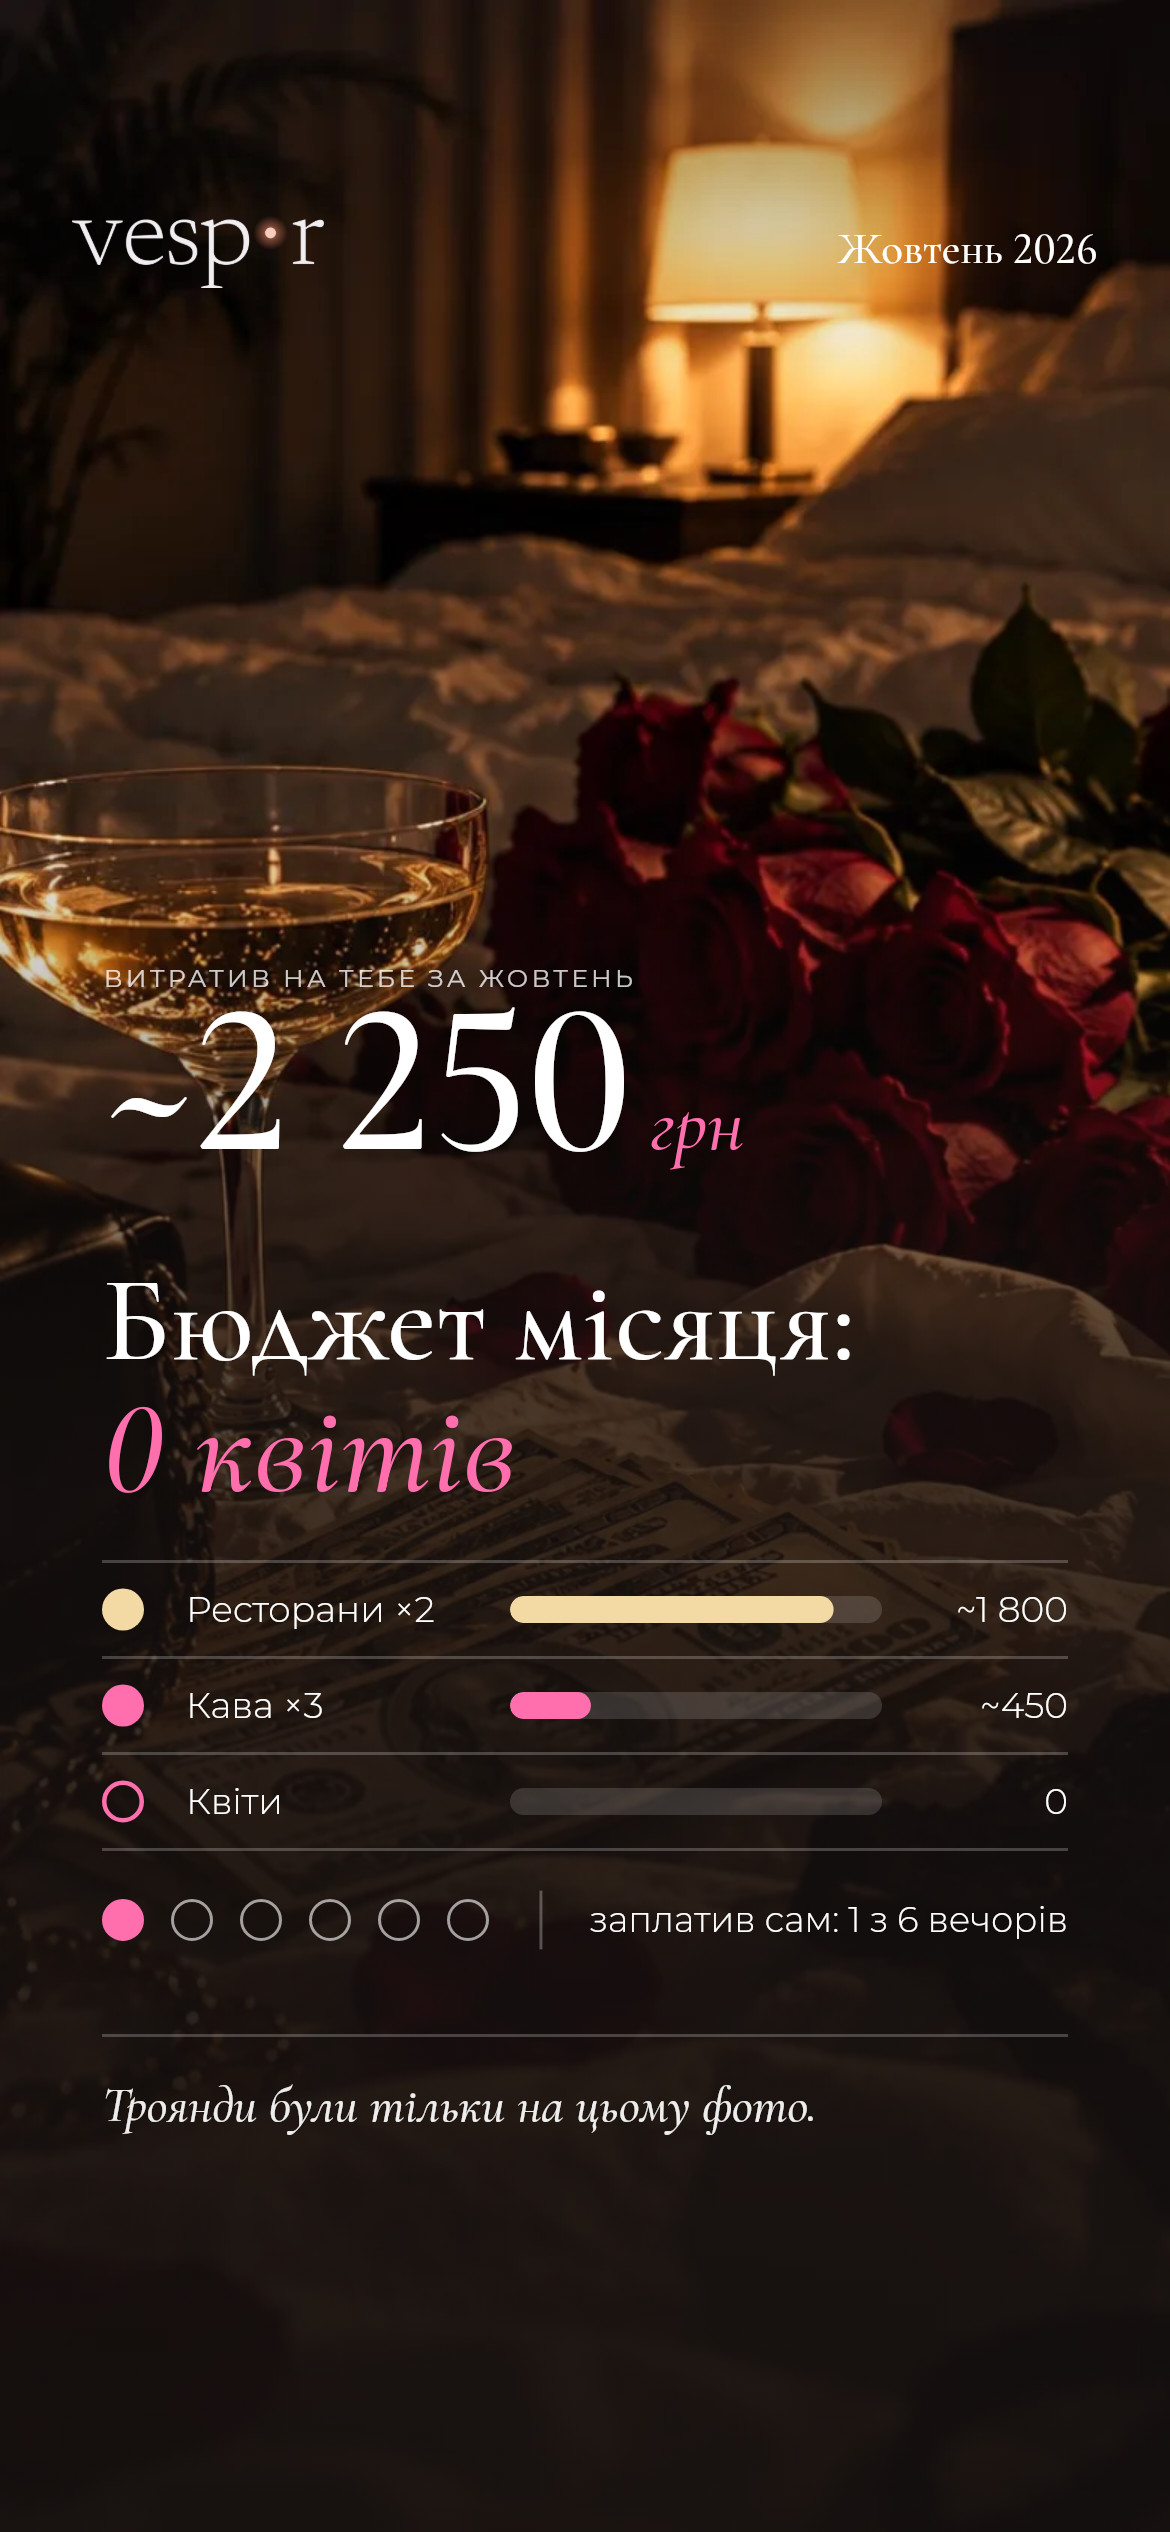 vesp•r
Жовтень 2026
ВИТРАТИВ НА ТЕБЕ ЗА ЖОВТЕНЬ
~2 250 грн
Бюджет місяця:
0 квітів
Ресторани ×2 ~1 800
Кава ×3 ~450
Квіти 0
заплатив сам: 1 з 6 вечорів
Троянди були тільки на цьому фото.